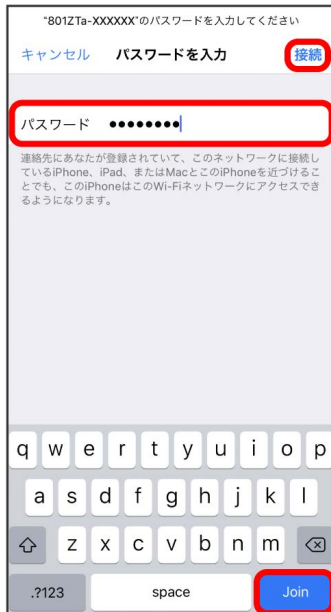 "801ZTa-XXXXXX"のパスワードを入力してください
キャンセル パスワードを入力 接続
パスワード ●●●●●●●●
連絡先にあなたが登録されていて、このネットワークに接続し
ているiPhone、iPad、またはMacとこのiPhoneを近づけるこ
とでも、このiPhoneはこのWi-Fiネットワークにアクセスでき
るようになります。
q w e r t y u i o p
a s d f g h j k l
z x c v b n m
.?123 space Join